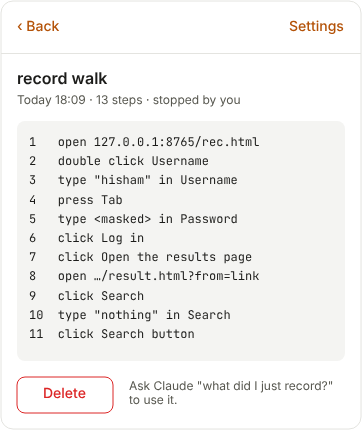 ‹ Back
Settings
record walk
Today 18:09 · 13 steps · stopped by you
1 open 127.0.0.1:8765/rec.html
2 double click Username
3 type "hisham" in Username
4 press Tab
5 type <masked> in Password
6 click Log in
7 click Open the results page
8 open …/result.html?from=link
9 click Search
10 type "nothing" in Search
11 click Search button
Delete
Ask Claude "what did I just record?"
to use it.